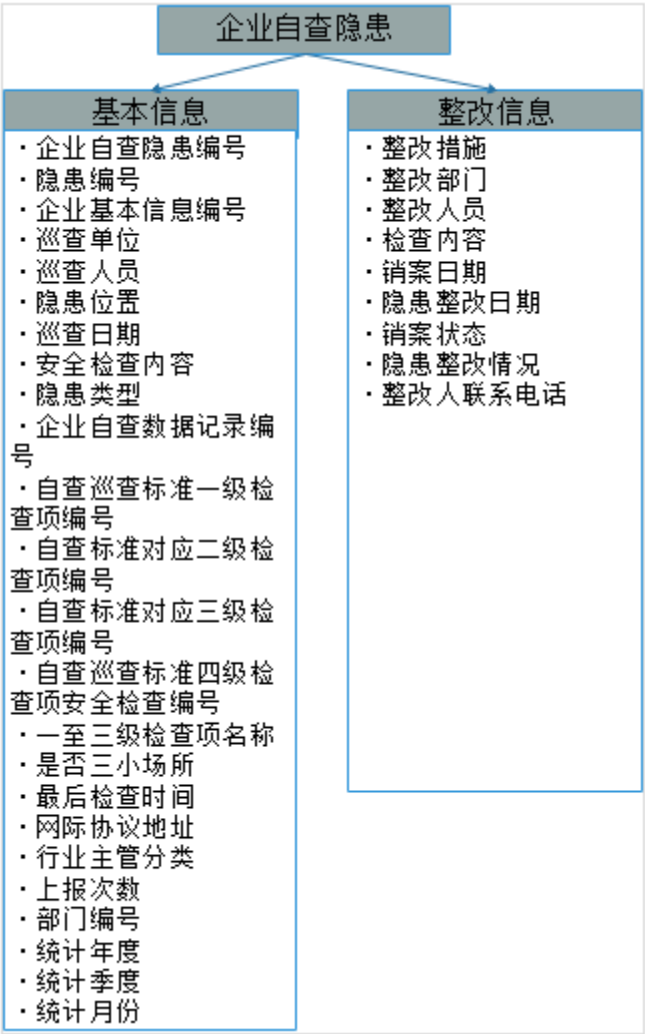 企业自查隐患
基本信息
·企业自查隐患编号
·隐患编号
·企业基本信息编号
·巡查单位
·巡查人员
·隐患位置
·巡查日期
·安全检查内容
·隐患类型
·企业自查数据记录编
号
·自查巡查标准一级检
查项编号
·自查标准对应二级检
查项编号
·自查标准对应三级检
查项编号
·自查巡查标准四级检
查项安全检查编号
·一至三级检查项名称
·是否三小场所
·最后检查时间
·网际协议地址
·行业主管分类
·上报次数
·部门编号
·统计年度
·统计季度
·统计月份
整改信息
·整改措施
·整改部门
·整改人员
·检查内容
·销案日期
·隐患整改日期
·销案状态
·隐患整改情况
·整改人联系电话